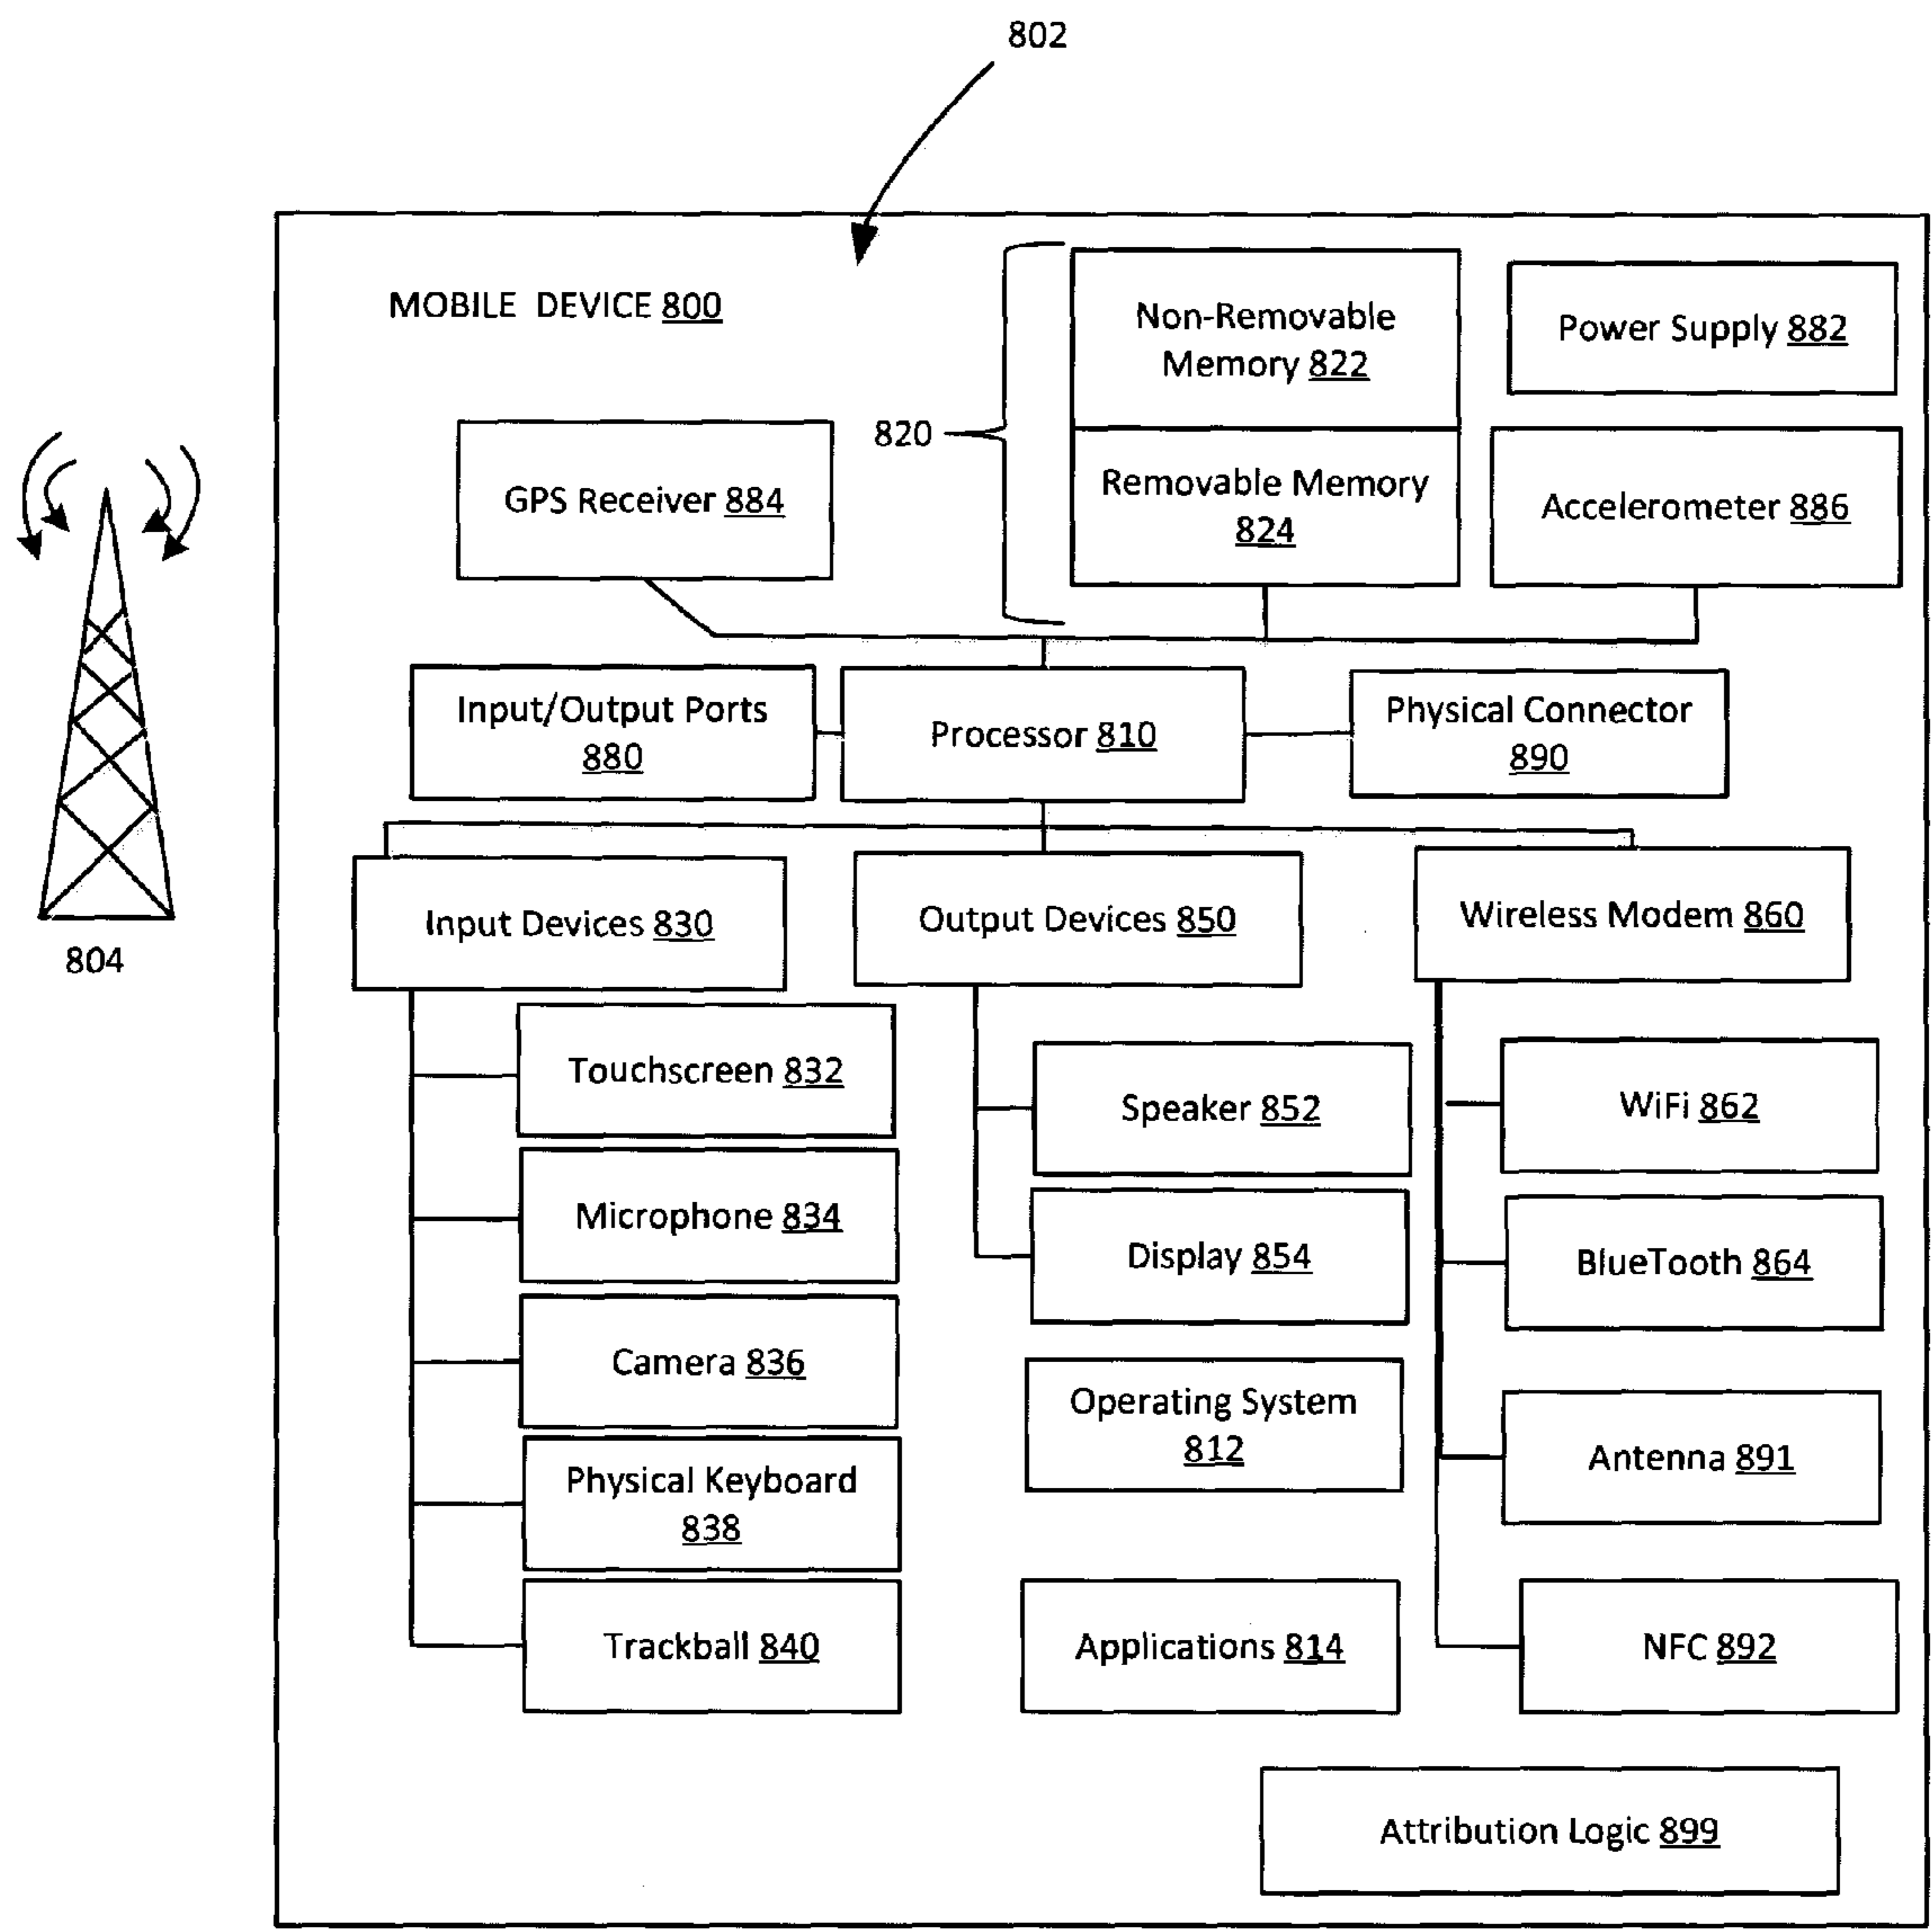 802
MOBILE DEVICE 800
Non-Removable
Memory 822
Power Supply 882
820
GPS Receiver 884
Removable Memory
824
Accelerometer 886
Input/Output Ports
880
Processor 810
Physical Connector
890
804
Input Devices 830
Output Devices 850
Wireless Modem 860
Touchscreen 832
Speaker 852
WiFi 862
Microphone 834
Display 854
BlueTooth 864
Camera 836
Operating System
812
Antenna 891
Physical Keyboard
838
Trackball 840
Applications 814
NFC 892
Attribution Logic 899